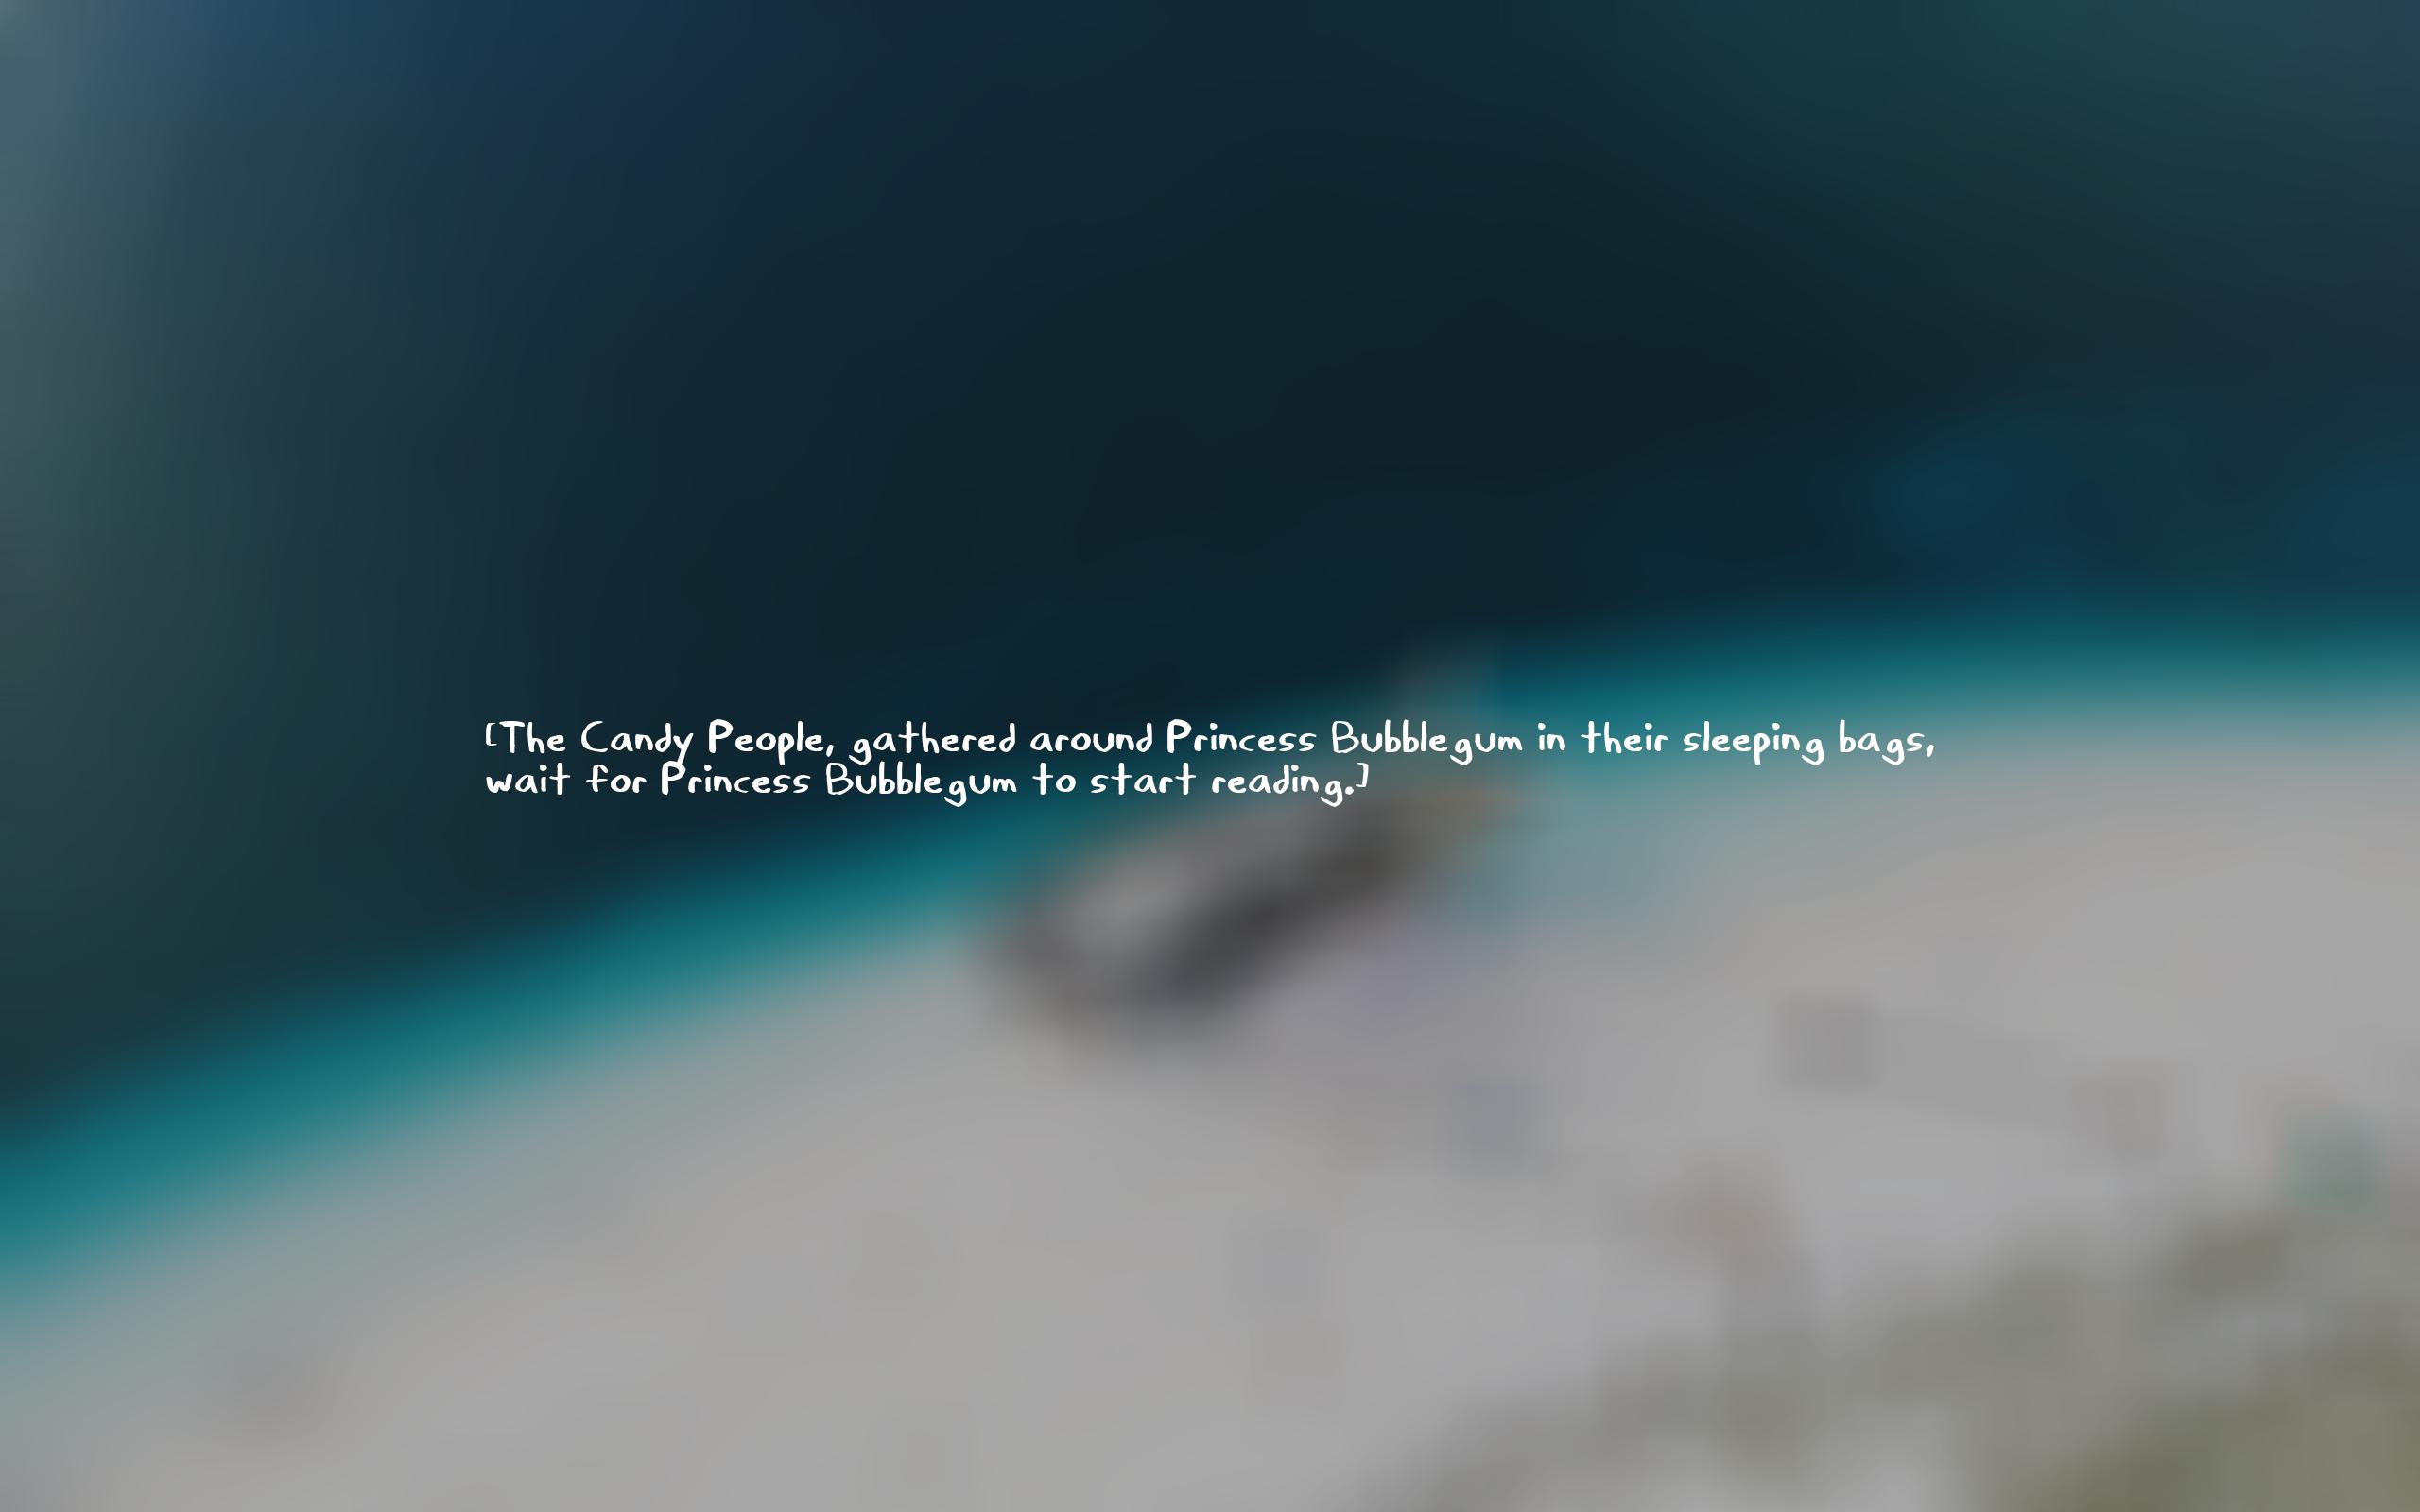 [The Candy People, gathered around Princess Bubblegum in their sleeping bags,
wait for Princess Bubblegum to start reading.]